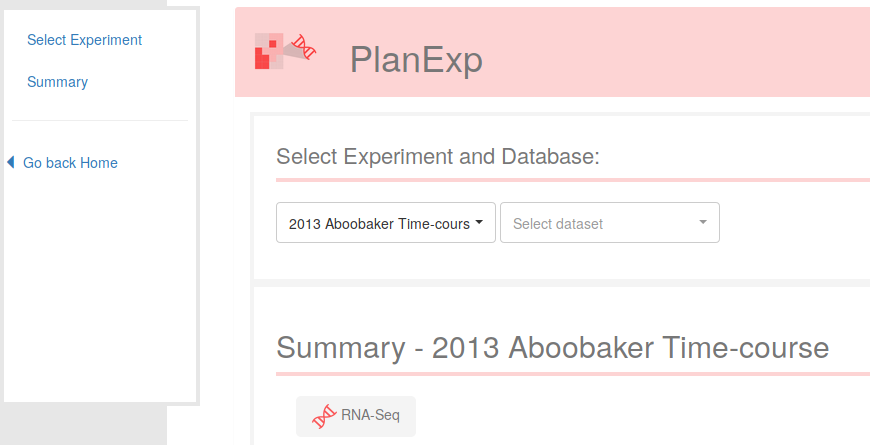 Select Experiment
Summary
Go back Home
PlanExp
Select Experiment and Database:
2013 Aboobaker Time-cours
Select dataset
Summary - 2013 Aboobaker Time-course
RNA-Seq